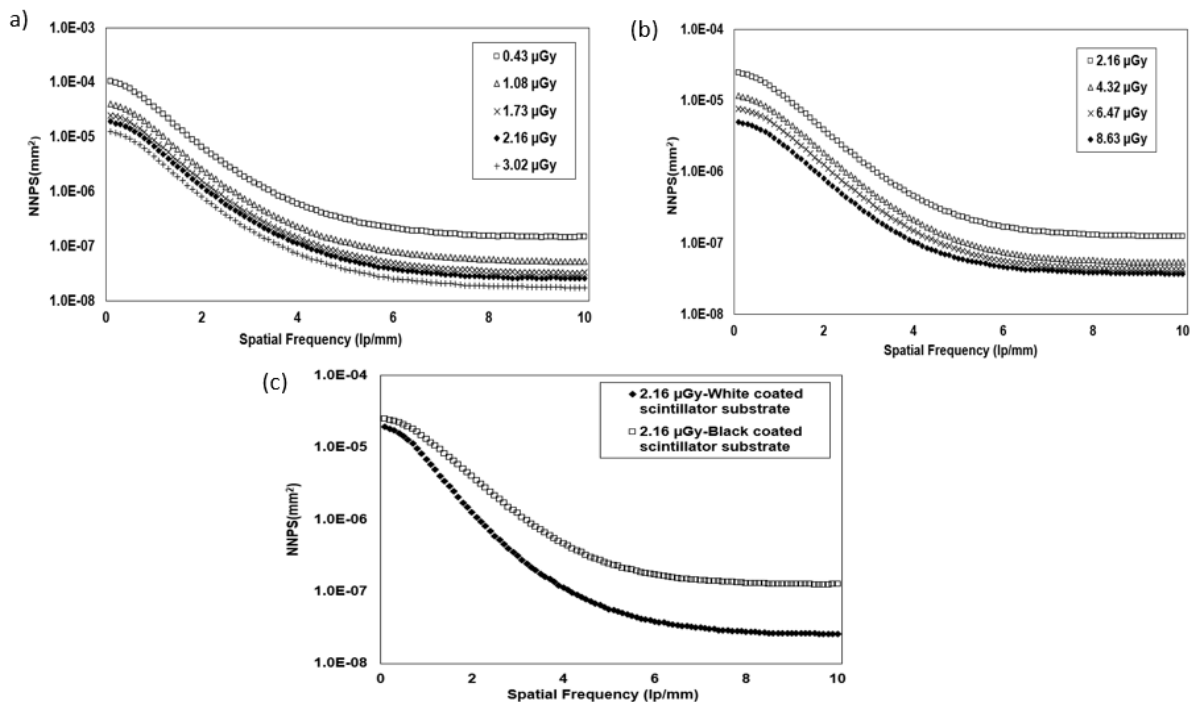 a)
NNPS(mm²)
1.0E-03
1.0E-04
1.0E-05
1.0E-06
1.0E-07
1.0E-08
0 2 4 6 8 10
Spatial Frequency (lp/mm)
0.43 µGy
1.08 µGy
1.73 µGy
2.16 µGy
3.02 µGy
(b)
NNPS(mm²)
1.0E-04
1.0E-05
1.0E-06
1.0E-07
1.0E-08
0 2 4 6 8 10
Spatial Frequency (lp/mm)
2.16 µGy
4.32 µGy
6.47 µGy
8.63 µGy
(c)
NNPS(mm²)
1.0E-04
1.0E-05
1.0E-06
1.0E-07
1.0E-08
0 2 4 6 8 10
Spatial Frequency (lp/mm)
2.16 µGy-White coated
scintillator substrate
2.16 µGy-Black coated
scintillator substrate